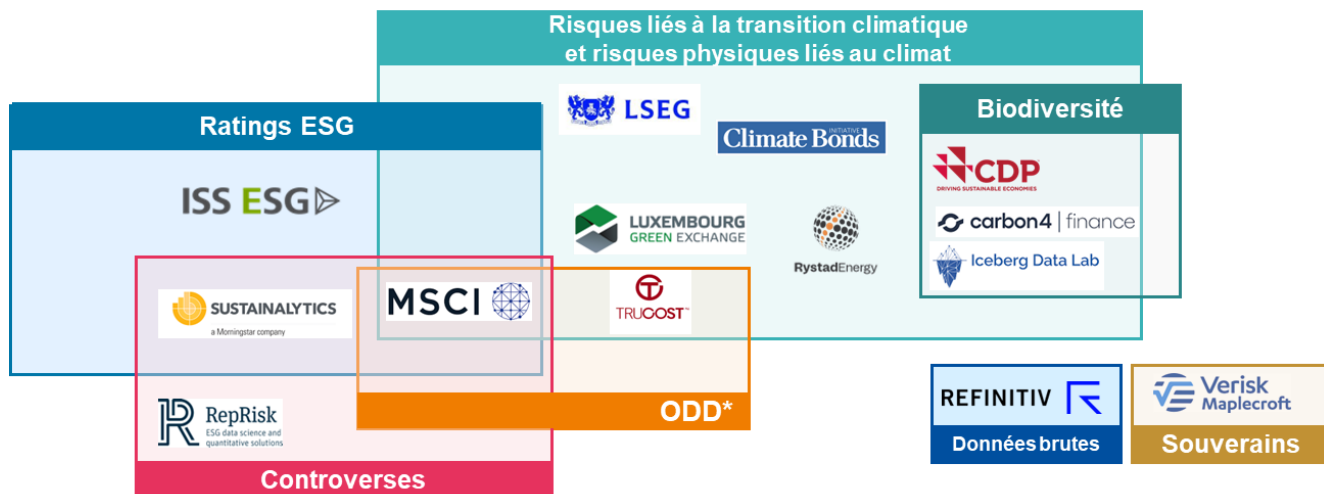 Risques liés à la transition climatique
et risques physiques liés au climat
LSEG
Climate Bonds
INITIATIVE
Biodiversité
CDP
DRIVING SUSTAINABLE ECONOMIES
carbon4 | finance
Iceberg Data Lab
Ratings ESG
ISS ESG
LUXEMBOURG
GREEN EXCHANGE
RystadEnergy
SUSTAINALYTICS
a Morningstar company
MSCI
TRUCOST™
RepRisk
ESG data science and
quantitative solutions
ODD*
Controverses
REFINITIV
Données brutes
Verisk
Maplecroft
Souverains